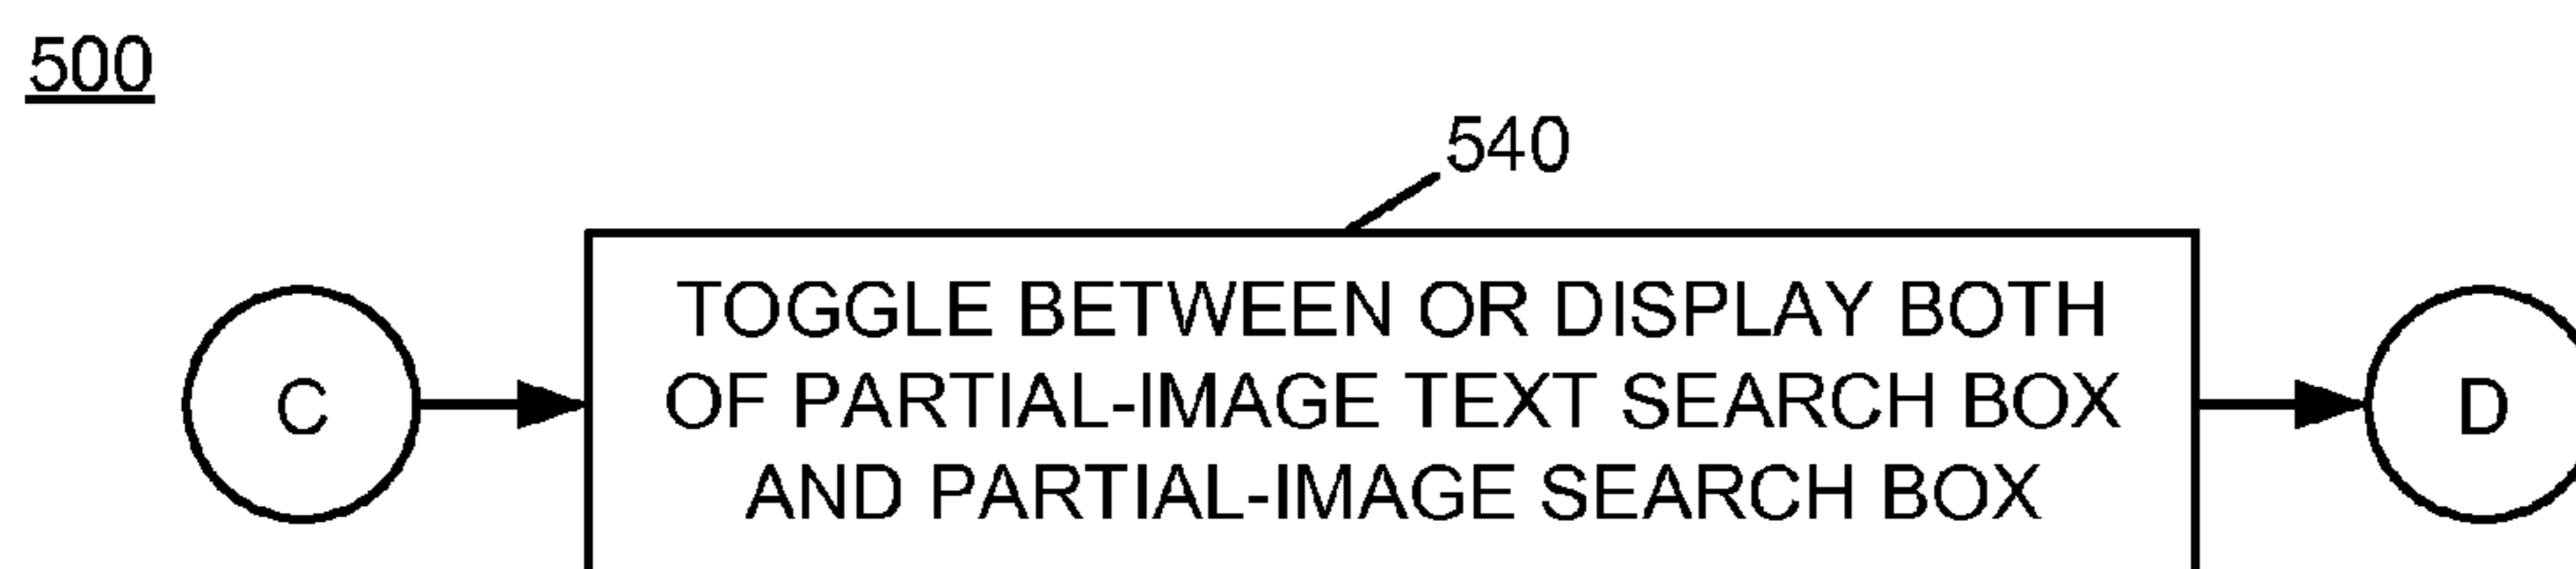 500
540
TOGGLE BETWEEN OR DISPLAY BOTH
OF PARTIAL-IMAGE TEXT SEARCH BOX
AND PARTIAL-IMAGE SEARCH BOX
C
D